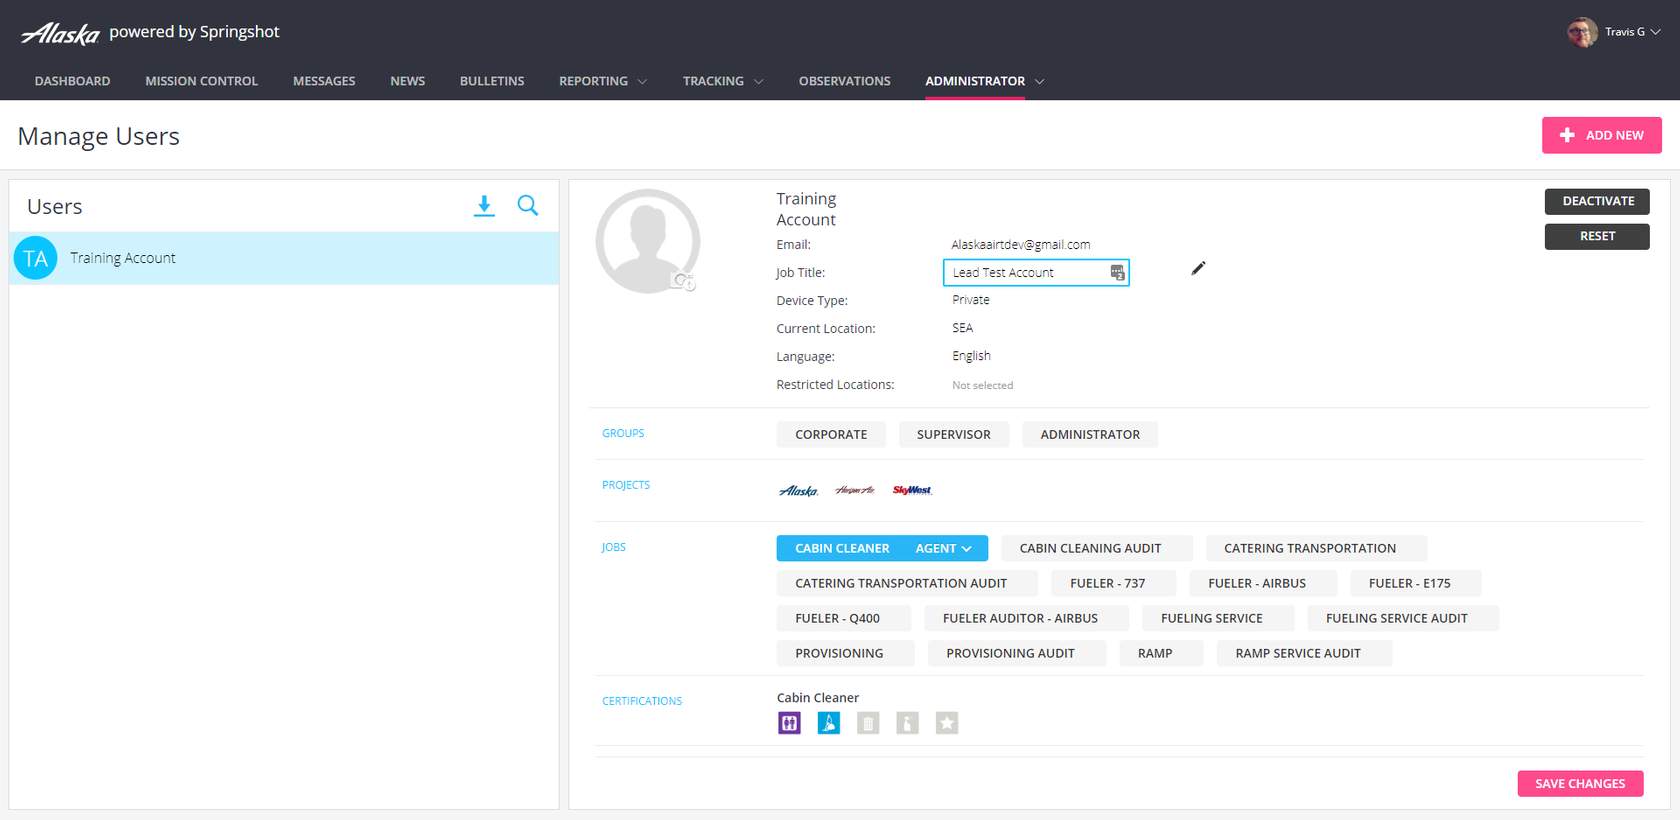 Alaska powered by Springshot
Travis G
DASHBOARD MISSION CONTROL MESSAGES NEWS BULLETINS REPORTING TRACKING OBSERVATIONS ADMINISTRATOR
Manage Users
ADD NEW
Users
TA Training Account
Training
Account
DEACTIVATE
RESET
Email: Alaskaairtdev@gmail.com
Job Title: Lead Test Account
Device Type: Private
Current Location: SEA
Language: English
Restricted Locations: Not selected
GROUPS CORPORATE SUPERVISOR ADMINISTRATOR
PROJECTS Alaska Horizon Air SkyWest
JOBS CABIN CLEANER AGENT CABIN CLEANING AUDIT CATERING TRANSPORTATION
CATERING TRANSPORTATION AUDIT FUELER - 737 FUELER - AIRBUS FUELER - E175
FUELER - Q400 FUELER AUDITOR - AIRBUS FUELING SERVICE FUELING SERVICE AUDIT
PROVISIONING PROVISIONING AUDIT RAMP RAMP SERVICE AUDIT
CERTIFICATIONS Cabin Cleaner
SAVE CHANGES